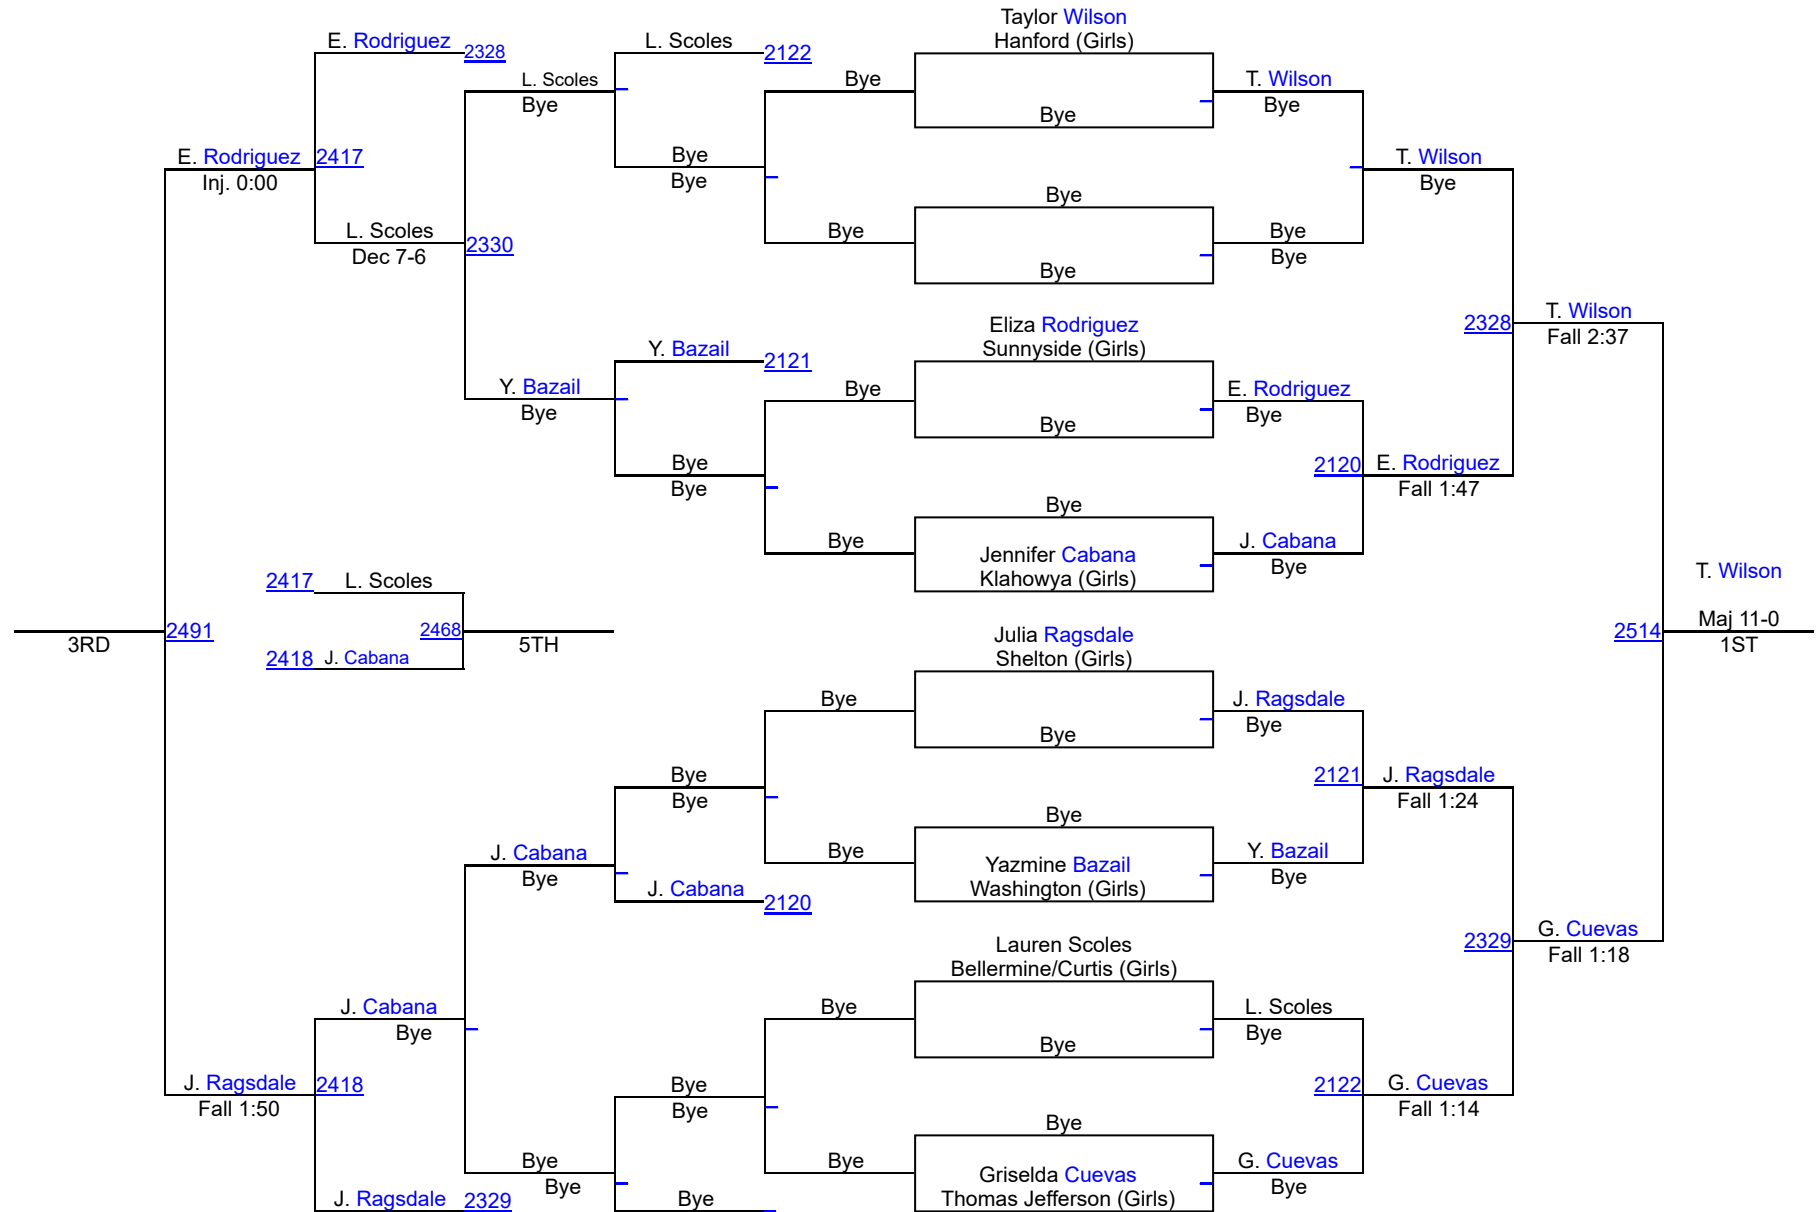 Taylor Wilson
Hanford (Girls)
E. Rodriguez
2328
L. Scoles
2122
L. Scoles
Bye
Bye
Bye
T. Wilson
Bye
E. Rodriguez
2417
Inj. 0:00
Bye
Bye
T. Wilson
Bye
Bye
L. Scoles
2330
Dec 7-6
Bye
Bye
Bye
Bye
Eliza Rodriguez
Sunnyside (Girls)
2328
T. Wilson
Fall 2:37
Y. Bazail
2121
Y. Bazail
Bye
Bye
Bye
E. Rodriguez
Bye
Bye
Bye
2120
E. Rodriguez
Fall 1:47
Bye
Bye
Jennifer Cabana
Klahowya (Girls)
J. Cabana
Bye
2417
L. Scoles
T. Wilson
3RD
2491
2468
5TH
2514
Maj 11-0
1ST
2418
J. Cabana
Julia Ragsdale
Shelton (Girls)
Bye
Bye
J. Ragsdale
Bye
Bye
Bye
2121
J. Ragsdale
Fall 1:24
Bye
J. Cabana
Bye
Bye
Yazmine Bazail
Washington (Girls)
Y. Bazail
Bye
J. Cabana
2120
Lauren Scoles
Bellermine/Curtis (Girls)
2329
G. Cuevas
Fall 1:18
J. Cabana
Bye
Bye
Bye
L. Scoles
Bye
J. Ragsdale
2418
Fall 1:50
Bye
Bye
2122
G. Cuevas
Fall 1:14
Bye
Bye
Bye
Bye
Griselda Cuevas
Thomas Jefferson (Girls)
G. Cuevas
Bye
J. Ragsdale
2329
Bye